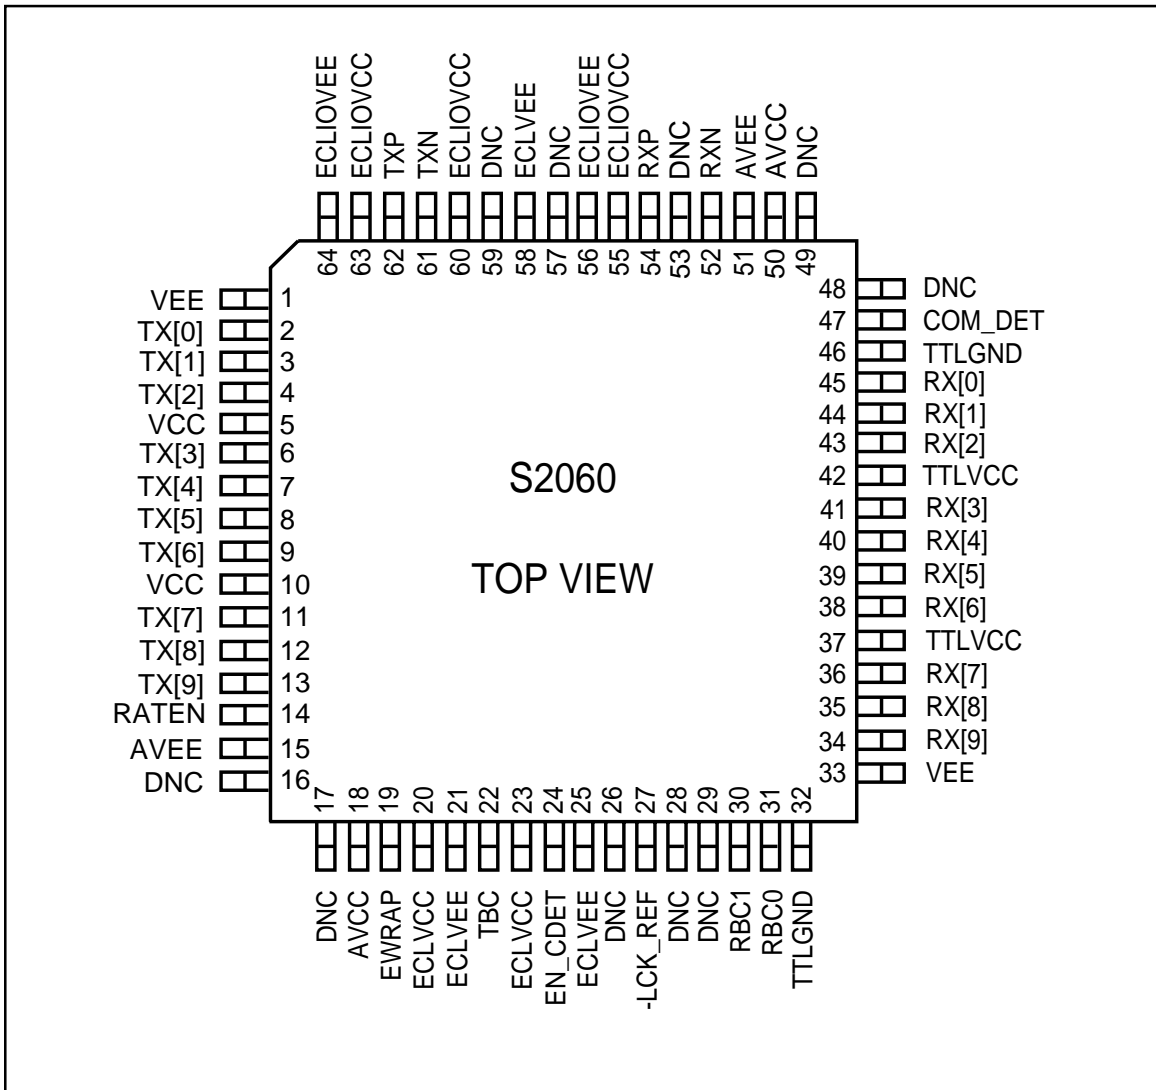 ECLIOVEE
ECLIOVCC
TXP
TXN
ECLIOVCC
DNC
ECLVEE
DNC
ECLIOVEE
ECLIOVCC
RXP
DNC
RXN
AVEE
AVCC
DNC
64
63
62
61
60
59
58
57
56
55
54
53
52
51
50
49
VEE 1
TX[0] 2
TX[1] 3
TX[2] 4
VCC 5
TX[3] 6
TX[4] 7
TX[5] 8
TX[6] 9
VCC 10
TX[7] 11
TX[8] 12
TX[9] 13
RATEN 14
AVEE 15
DNC 16
S2060
TOP VIEW
48 DNC
47 COM_DET
46 TTLGND
45 RX[0]
44 RX[1]
43 RX[2]
42 TTLVCC
41 RX[3]
40 RX[4]
39 RX[5]
38 RX[6]
37 TTLVCC
36 RX[7]
35 RX[8]
34 RX[9]
33 VEE
17
18
19
20
21
22
23
24
25
26
27
28
29
30
31
32
DNC
AVCC
EWRAP
ECLVCC
ECLVEE
TBC
ECLVCC
EN_CDET
ECLVEE
DNC
-LCK_REF
DNC
DNC
RBC1
RBC0
TTLGND